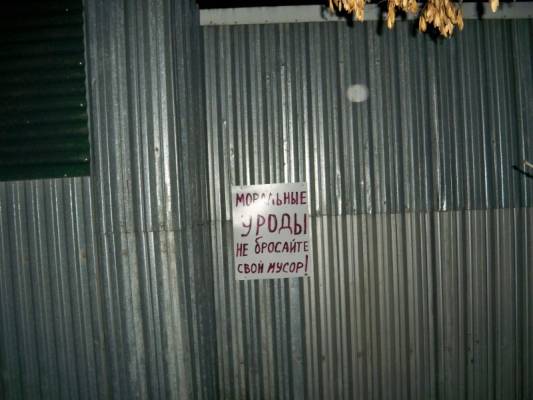 МОРАЛЬНЫЕ
УРОДЫ
НЕ БРОСАЙТЕ
СВОЙ МУСОР!